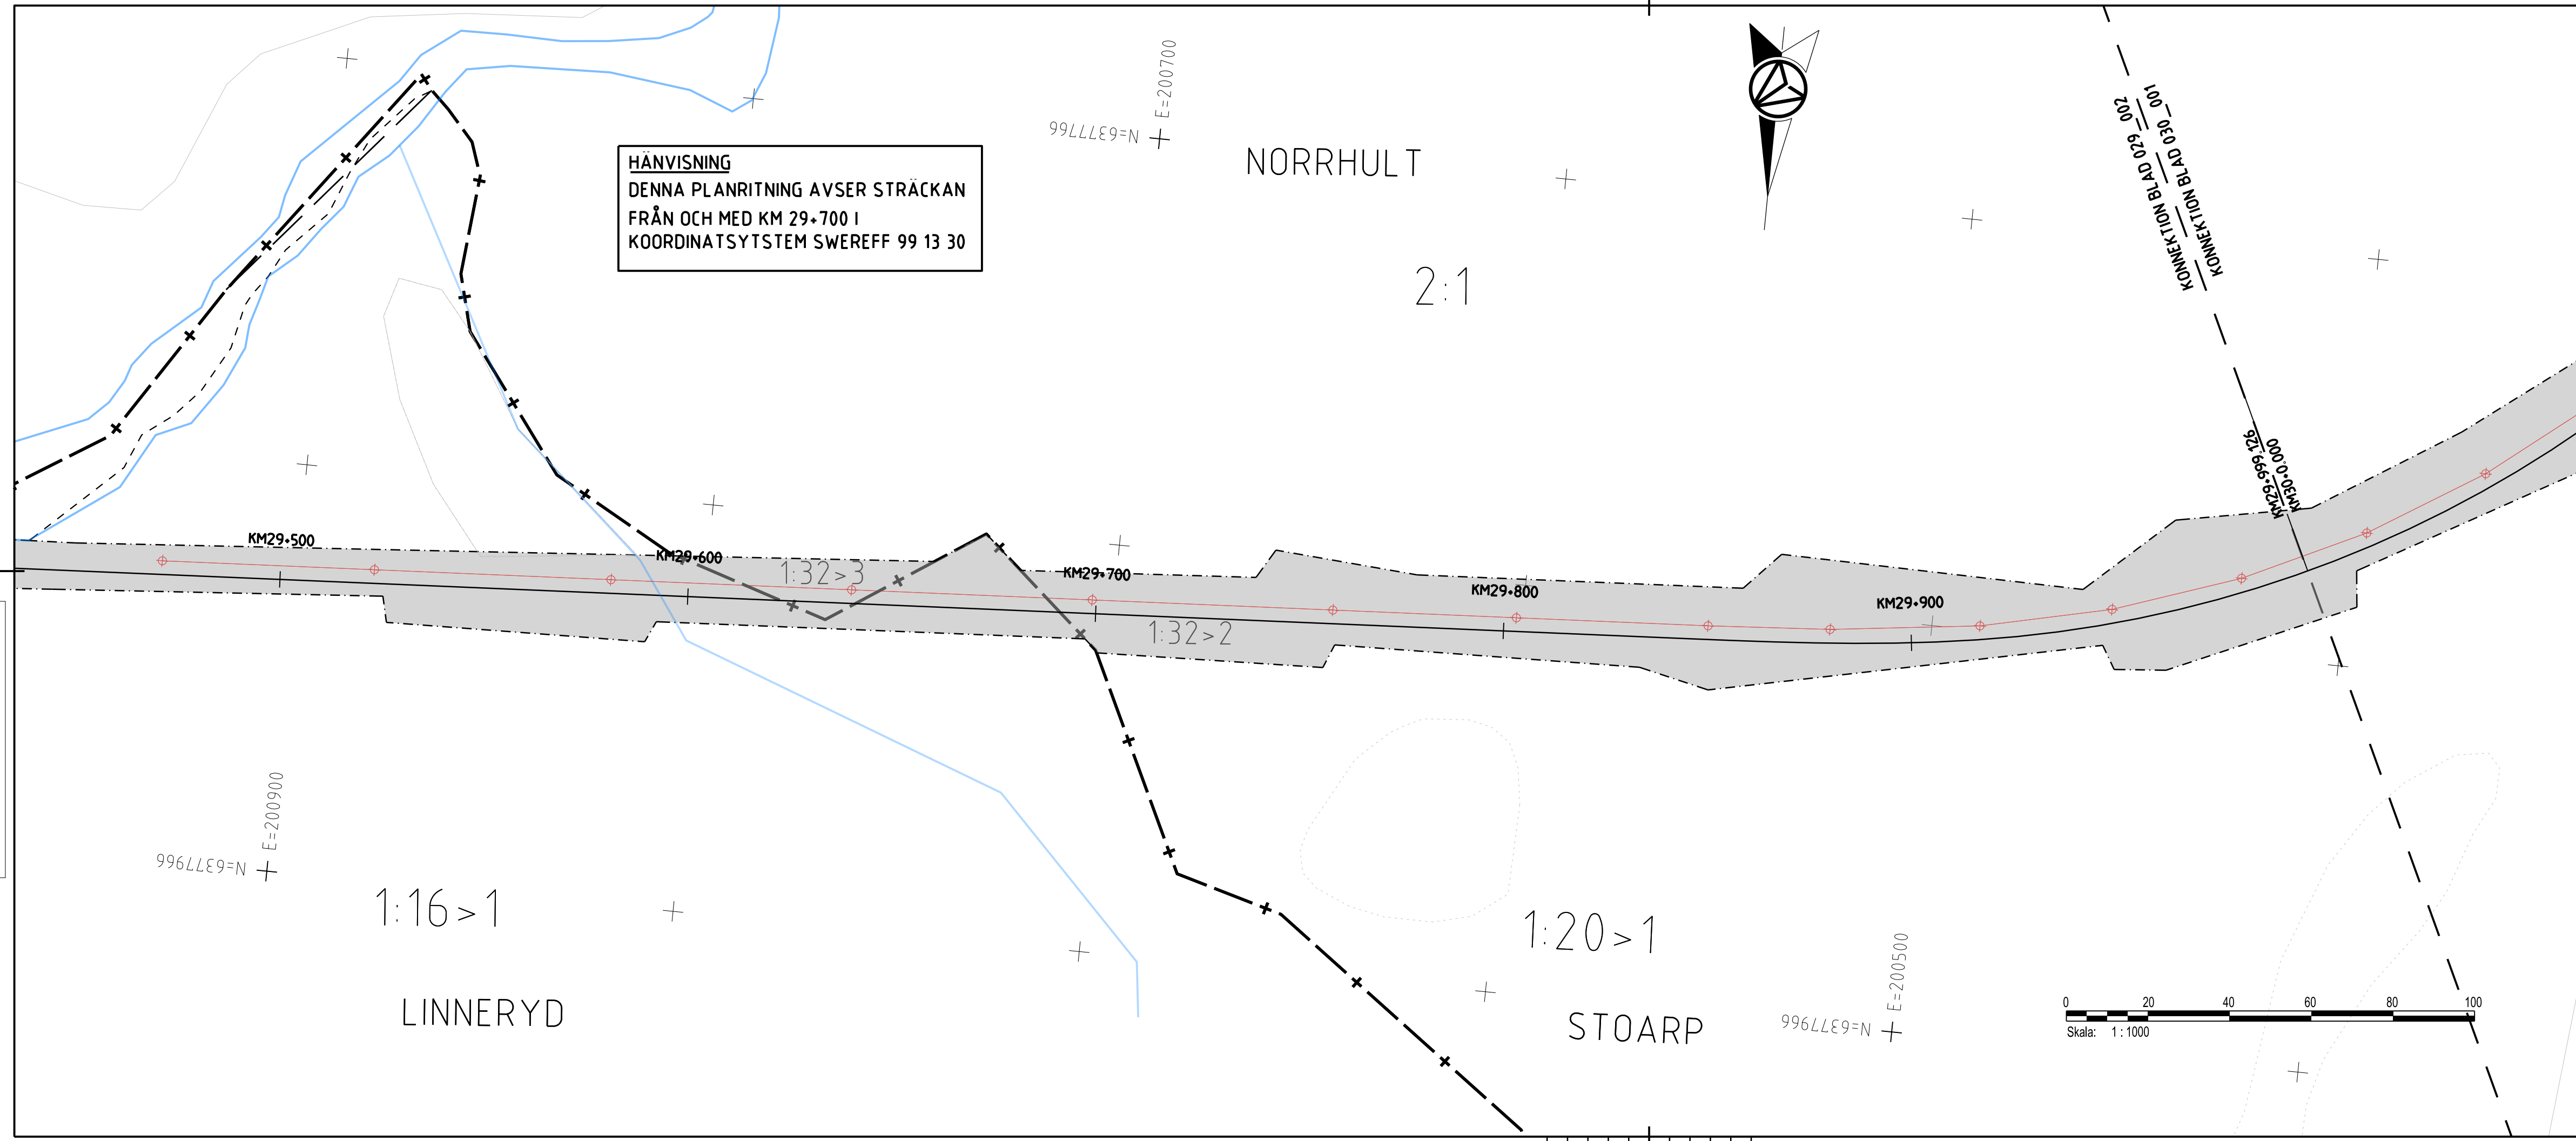 E=200700
N=6377766
NORRHULT
2:1
HÄNVISNING
DENNA PLANRITNING AVSER STRÄCKAN
FRÅN OCH MED KM 29+700 I
KOORDINATSYTSTEM SWEREFF 99 13 30
KONNEKTION BLAD 029_002
KONNEKTION BLAD 030_001
KM29+999.126
KM30+0.000
KM29+500
KM29+600
1:32>3
KM29+700
1:32>2
KM29+800
KM29+900
E=200900
N=6377966
1:16>1
LINNERYD
1:20>1
STOARP
E=200500
N=6377966
0 20 40 60 80 100
Skala: 1 : 1000